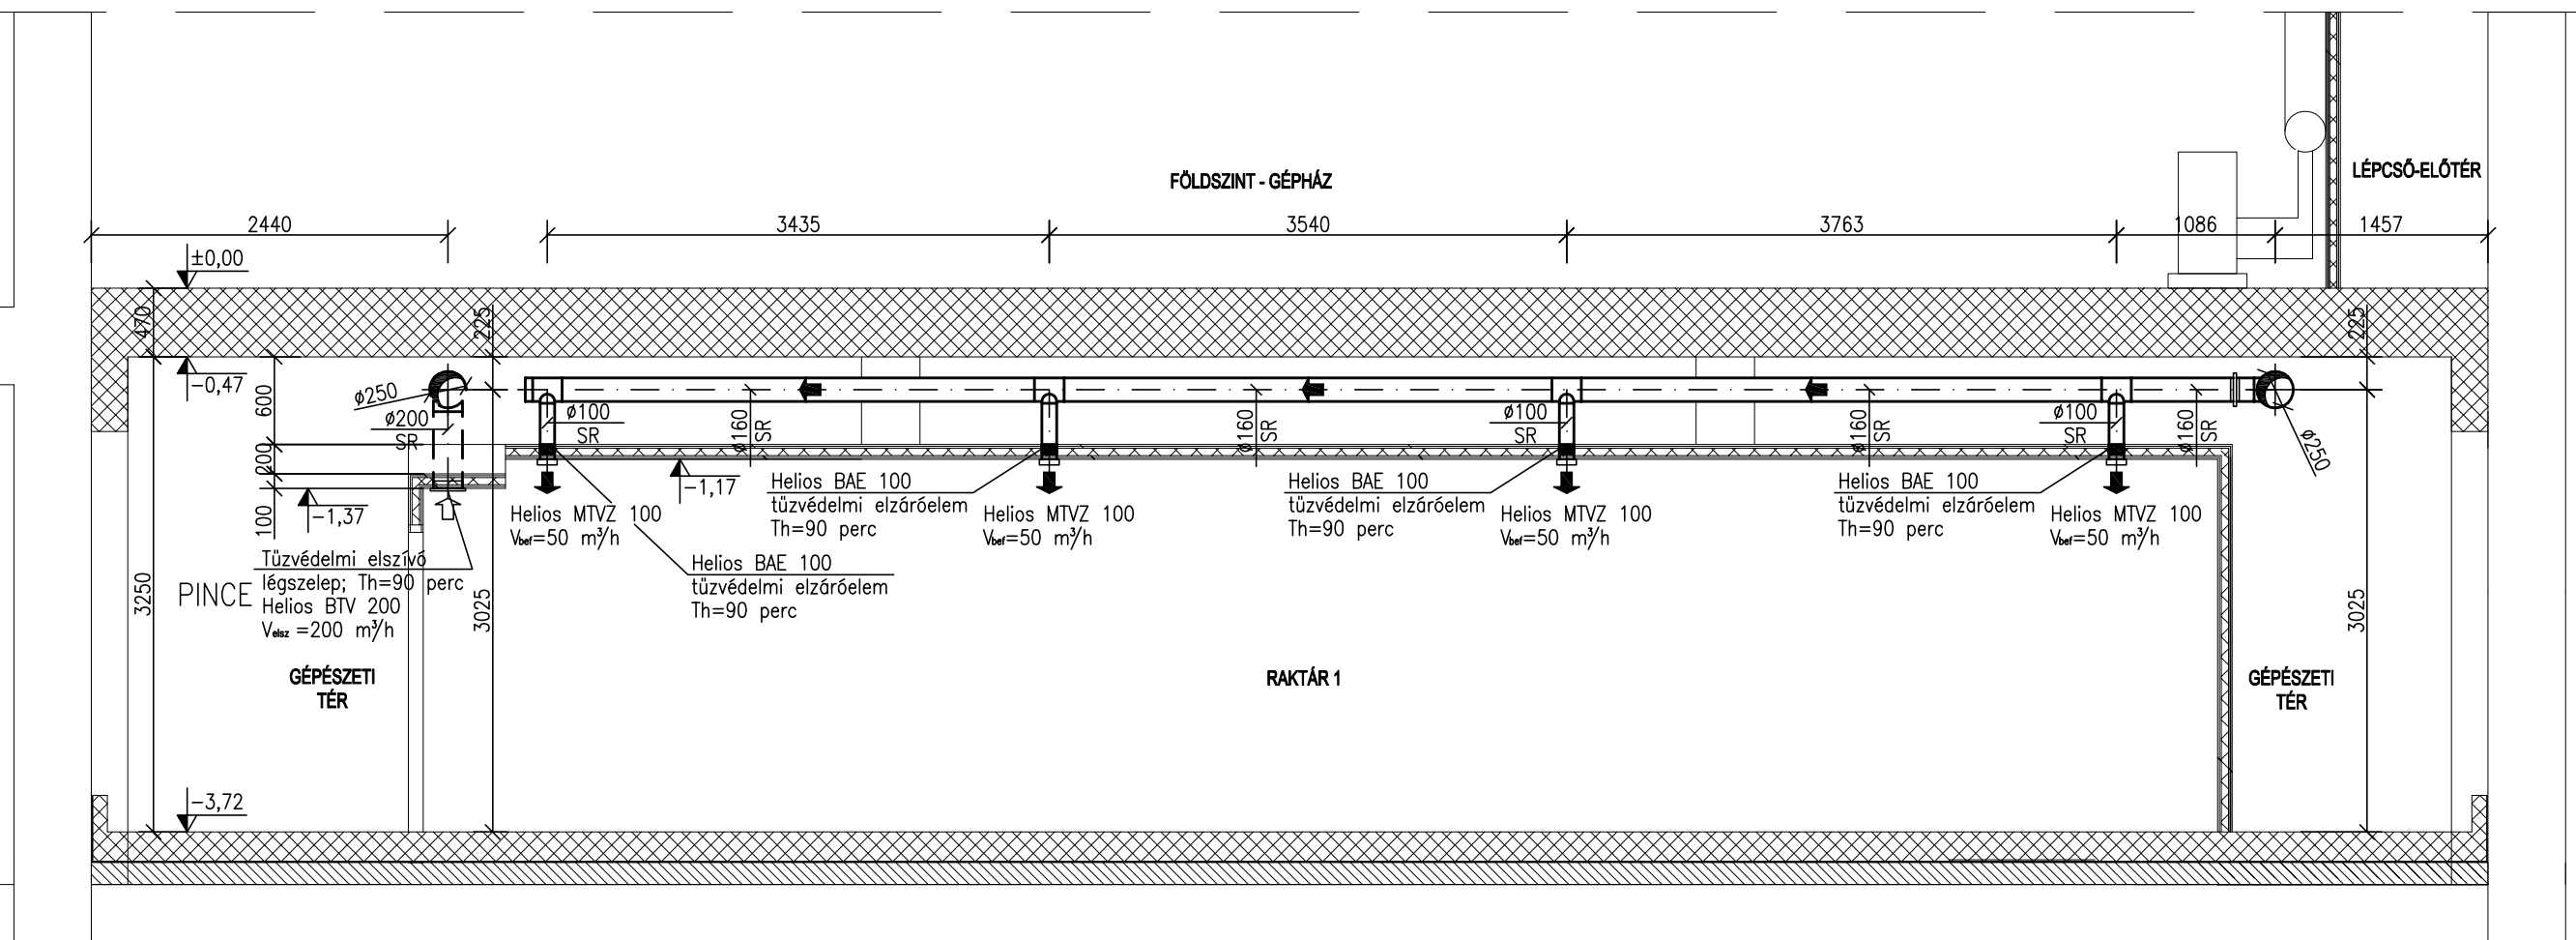 FÖLDSZINT - GÉPHÁZ
LÉPCSŐ-ELŐTÉR
2440
3435
3540
3763
1086
1457
±0,00
470
225
225
-0,47
600
ø250
ø200
SR
ø100
SR
ø160
SR
ø160
SR
ø100
SR
ø160
SR
ø100
SR
ø160
SR
ø250
200
100
-1,37
-1,17
Helios MTVZ 100
Vbef=50 m³/h
Helios BAE 100
tűzvédelmi elzáróelem
Th=90 perc
Helios BAE 100
tűzvédelmi elzáróelem
Th=90 perc
Helios MTVZ 100
Vbef=50 m³/h
Helios BAE 100
tűzvédelmi elzáróelem
Th=90 perc
Helios MTVZ 100
Vbef=50 m³/h
Helios BAE 100
tűzvédelmi elzáróelem
Th=90 perc
Helios MTVZ 100
Vbef=50 m³/h
Tűzvédelmi elszívó
légszelep; Th=90 perc
Helios BTV 200
Velsz =200 m³/h
PINCE
3250
3025
3025
GÉPÉSZETI
TÉR
RAKTÁR 1
GÉPÉSZETI
TÉR
-3,72